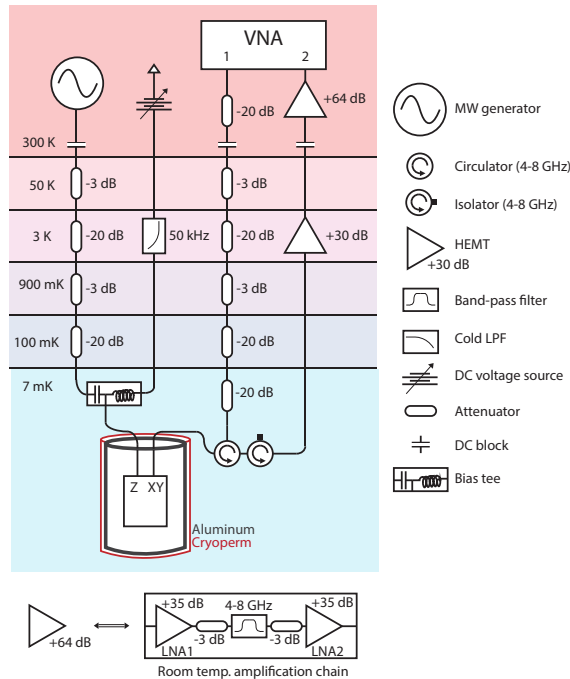 VNA
1 2
+64 dB
-20 dB
300 K
50 K
-3 dB
-3 dB
3 K
-20 dB
50 kHz
-20 dB
+30 dB
900 mK
-3 dB
-3 dB
100 mK
-20 dB
-20 dB
7 mK
-20 dB
Z XY
Aluminum
Cryoperm
MW generator
Circulator (4-8 GHz)
Isolator (4-8 GHz)
HEMT
+30 dB
Band-pass filter
Cold LPF
DC voltage source
Attenuator
DC block
Bias tee
+64 dB
+35 dB
4-8 GHz
+35 dB
-3 dB
-3 dB
LNA1
LNA2
Room temp. amplification chain